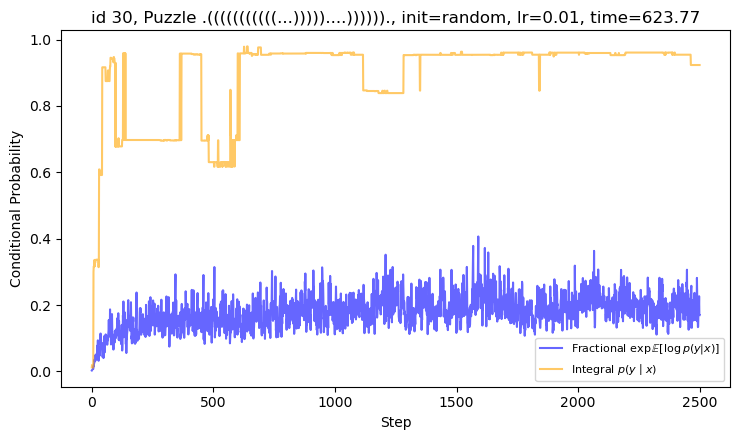 id 30, Puzzle .(((((((((((...)))))....))))))., init=random, lr=0.01, time=623.77
1.0
0.8
0.6
0.4
0.2
0.0
Conditional Probability
Fractional exp𝔼[log p(y|x)]
Integral p(y | x)
0 500 1000 1500 2000 2500
Step